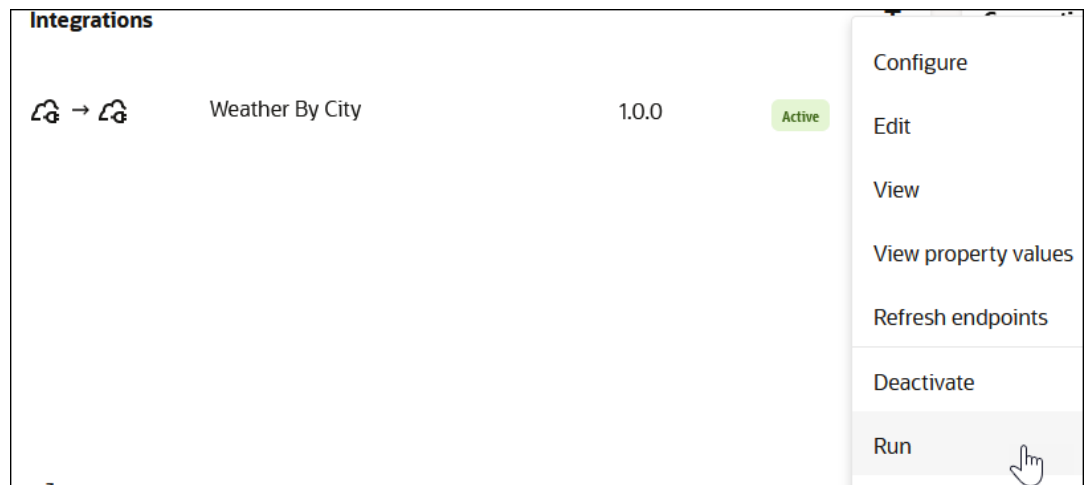 Integrations
Weather By City 1.0.0 Active
Configure
Edit
View
View property values
Refresh endpoints
Deactivate
Run